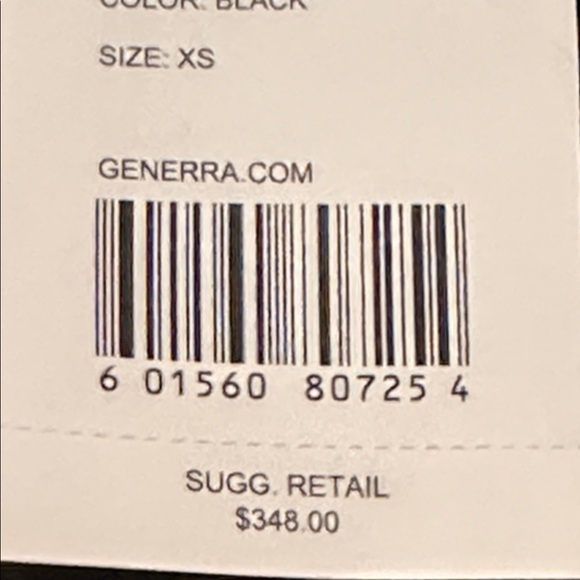 COLOR: BLACK
SIZE: XS
GENERRA.COM
6 01560 80725 4
SUGG. RETAIL
$348.00